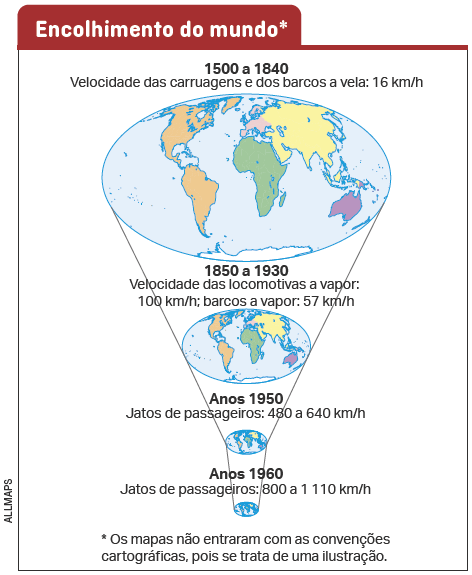 Encolhimento do mundo*
1500 a 1840
Velocidade das carruagens e dos barcos a vela: 16 km/h
1850 a 1930
Velocidade das locomotivas a vapor:
100 km/h; barcos a vapor: 57 km/h
Anos 1950
Jatos de passageiros: 480 a 640 km/h
Anos 1960
Jatos de passageiros: 800 a 1 110 km/h
* Os mapas não entraram com as convenções
cartográficas, pois se trata de uma ilustração.
ALLMAPS